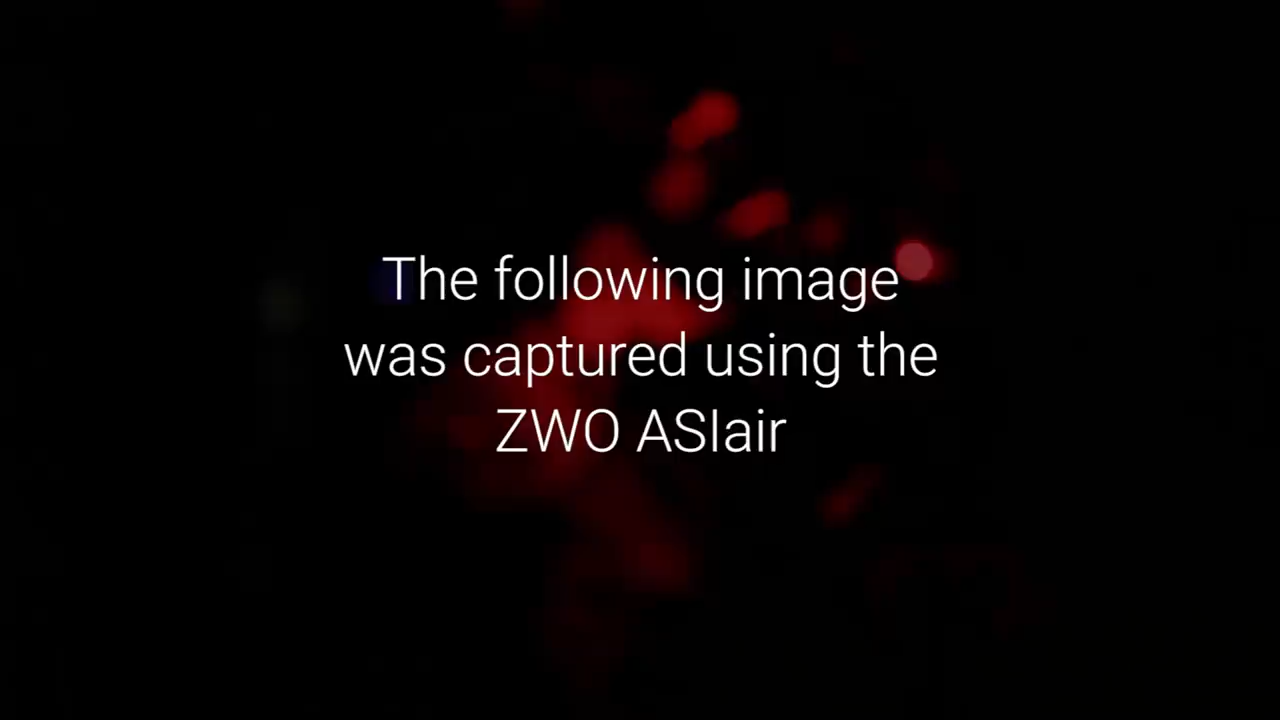 The following image
was captured using the
ZWO ASIair